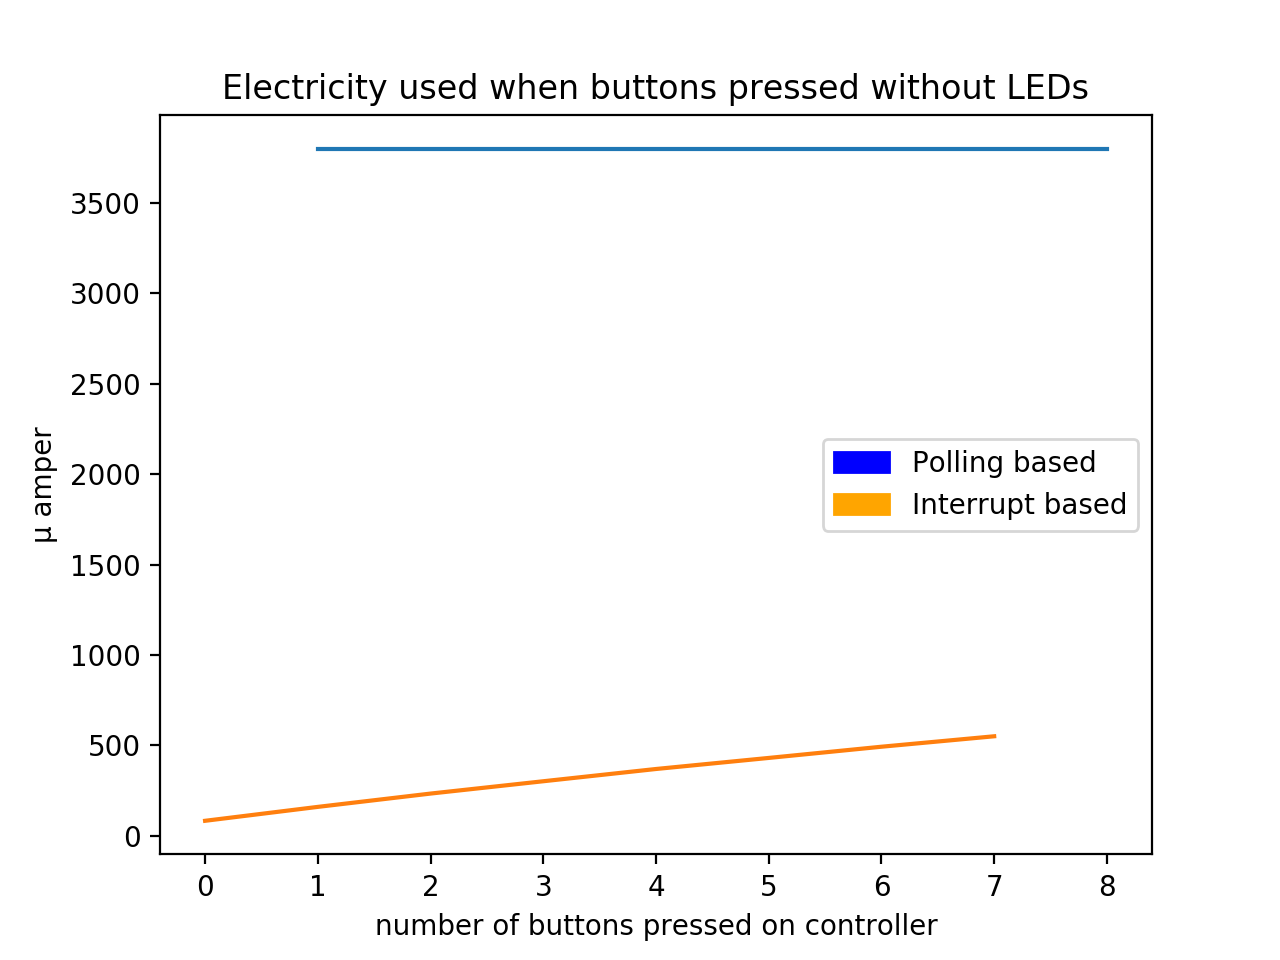 Electricity used when buttons pressed without LEDs
3500
3000
2500
2000
1500
1000
500
0
μ amper
Polling based
Interrupt based
0 1 2 3 4 5 6 7 8
number of buttons pressed on controller